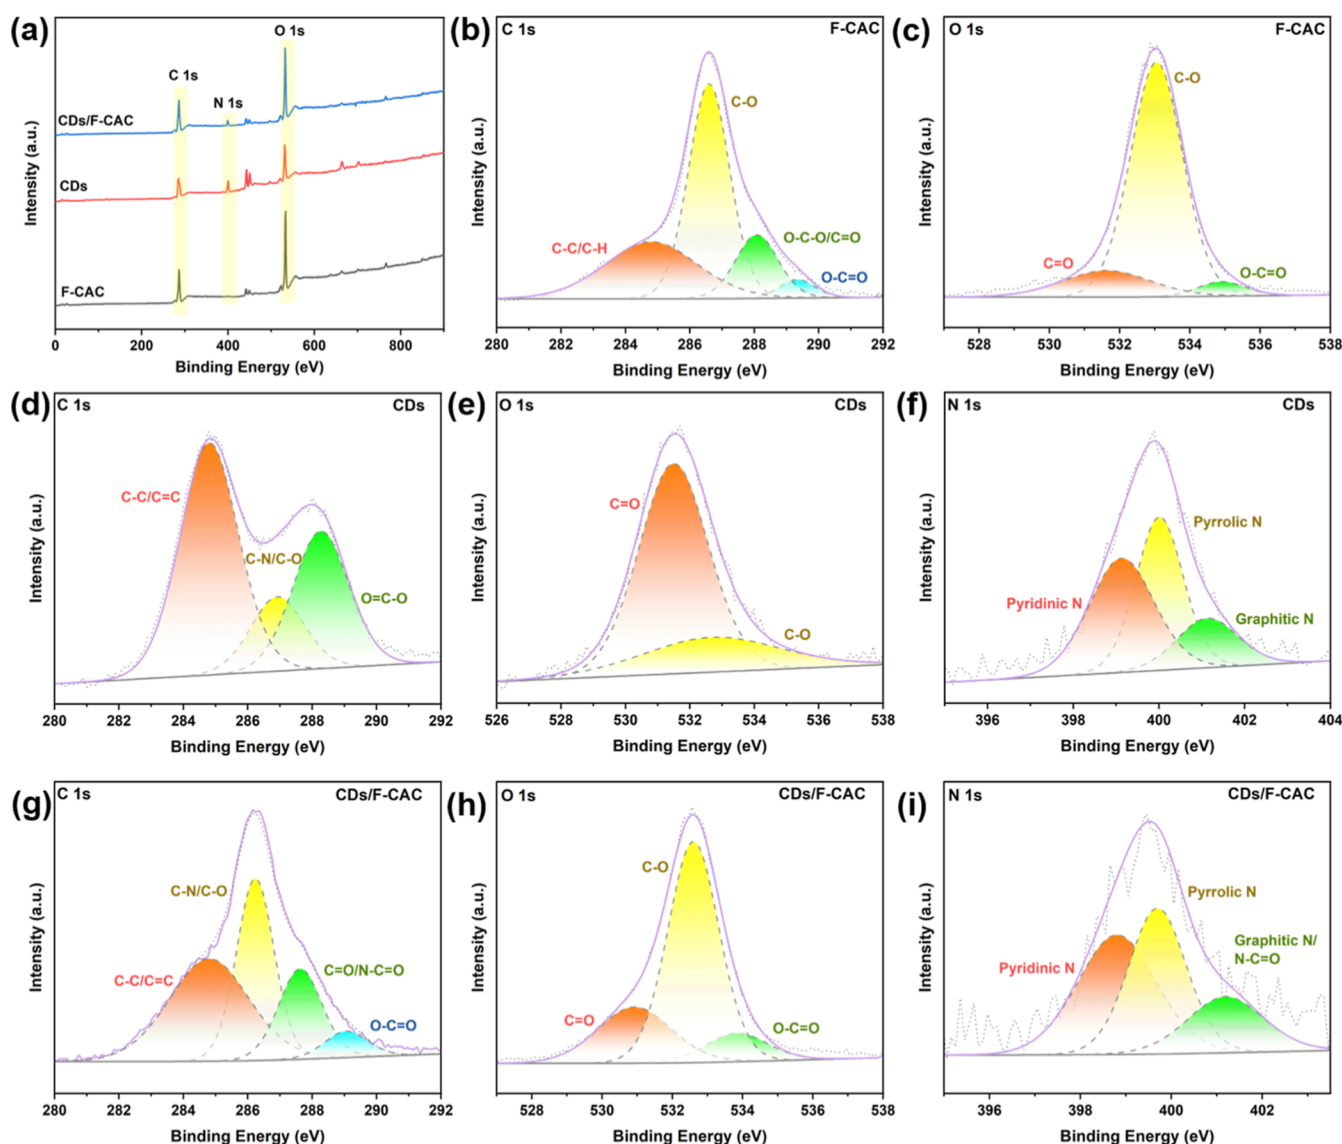 (a)
O 1s
C 1s
N 1s
CDs/F-CAC
CDs
F-CAC
Intensity (a.u.)
0 200 400 600 800
Binding Energy (eV)
(b)
C 1s
F-CAC
C-O
C-C/C-H
O-C-O/C=O
O-C=O
Intensity (a.u.)
280 282 284 286 288 290 292
Binding Energy (eV)
(c)
O 1s
F-CAC
C-O
C=O
O-C=O
Intensity (a.u.)
528 530 532 534 536 538
Binding Energy (eV)
(d)
C 1s
CDs
C-C/C=C
C-N/C-O
O=C-O
Intensity (a.u.)
280 282 284 286 288 290 292
Binding Energy (eV)
(e)
O 1s
CDs
C=O
C-O
Intensity (a.u.)
526 528 530 532 534 536 538
Binding Energy (eV)
(f)
N 1s
CDs
Pyrrolic N
Pyridinic N
Graphitic N
Intensity (a.u.)
396 398 400 402 404
Binding Energy (eV)
(g)
C 1s
CDs/F-CAC
C-N/C-O
C-C/C=C
C=O/N-C=O
O-C=O
Intensity (a.u.)
280 282 284 286 288 290 292
Binding Energy (eV)
(h)
O 1s
CDs/F-CAC
C-O
C=O
O-C=O
Intensity (a.u.)
528 530 532 534 536 538
Binding Energy (eV)
(i)
N 1s
CDs/F-CAC
Pyrrolic N
Pyridinic N
Graphitic N/
N-C=O
Intensity (a.u.)
396 398 400 402
Binding Energy (eV)